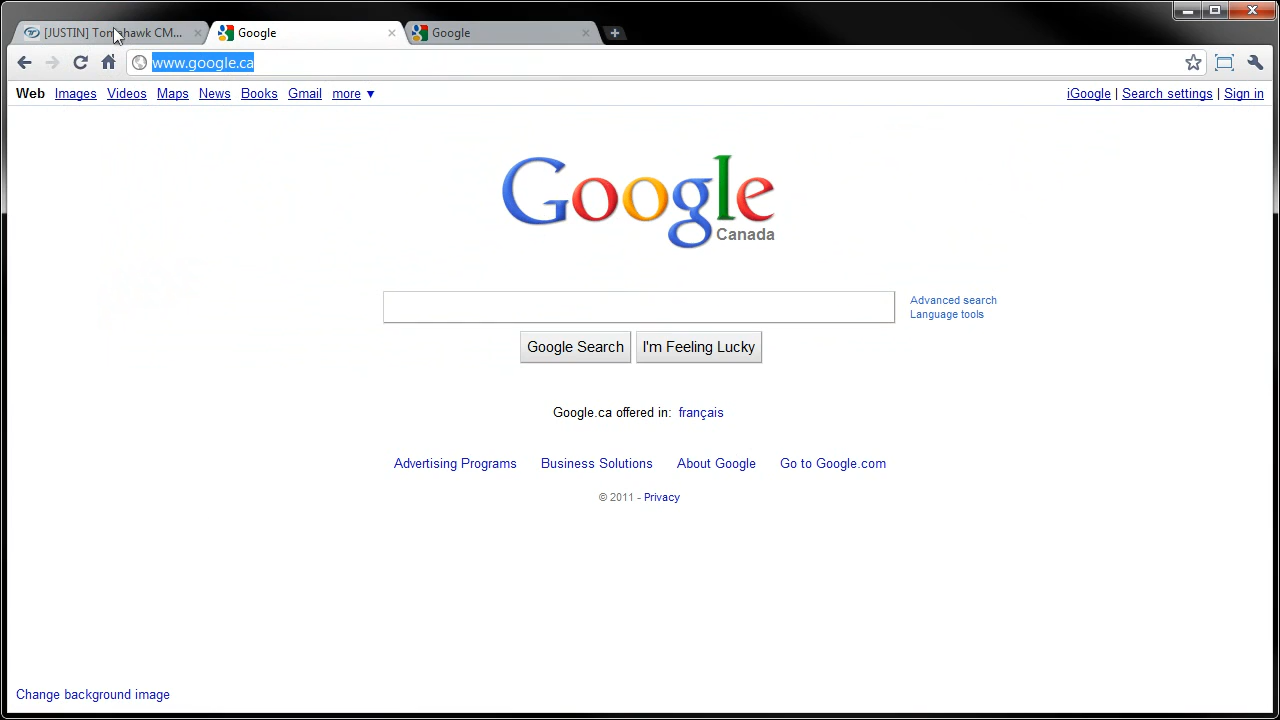 [JUSTIN] Tomahawk CM...
Google
Google
www.google.ca
Web Images Videos Maps News Books Gmail more ▼
iGoogle | Search settings | Sign in
Google
Canada
Advanced search
Language tools
Google Search
I'm Feeling Lucky
Google.ca offered in: français
Advertising Programs Business Solutions About Google Go to Google.com
© 2011 - Privacy
Change background image